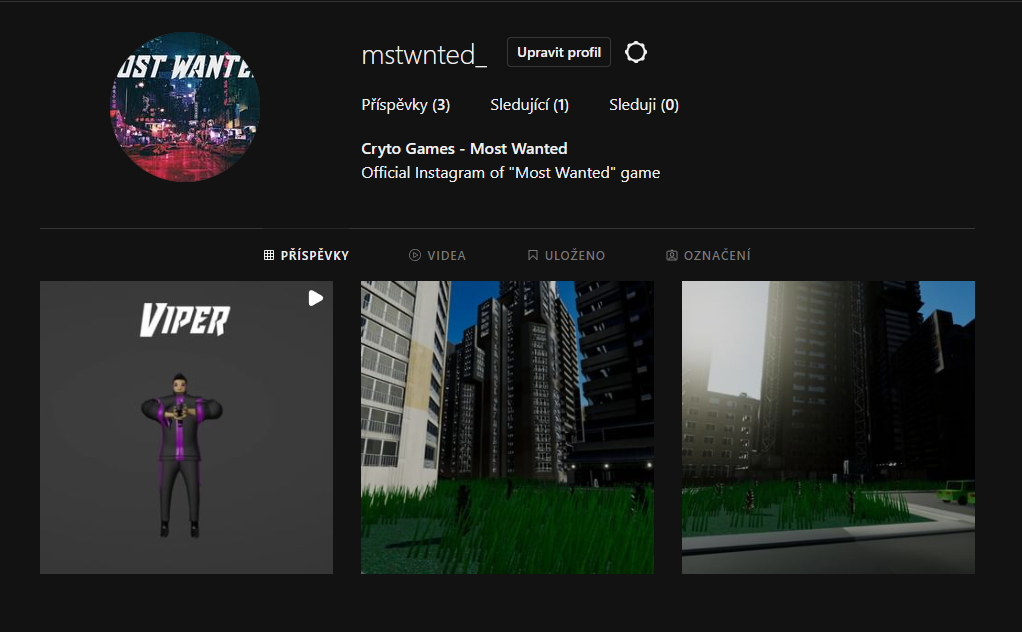 OST WANTE
mstwnted_
Upravit profil
Příspěvky (3)
Sledující (1)
Sleduji (0)
Cryto Games - Most Wanted
Official Instagram of "Most Wanted" game
PŘÍSPĚVKY
VIDEA
ULOŽENO
OZNAČENÍ
VIPER